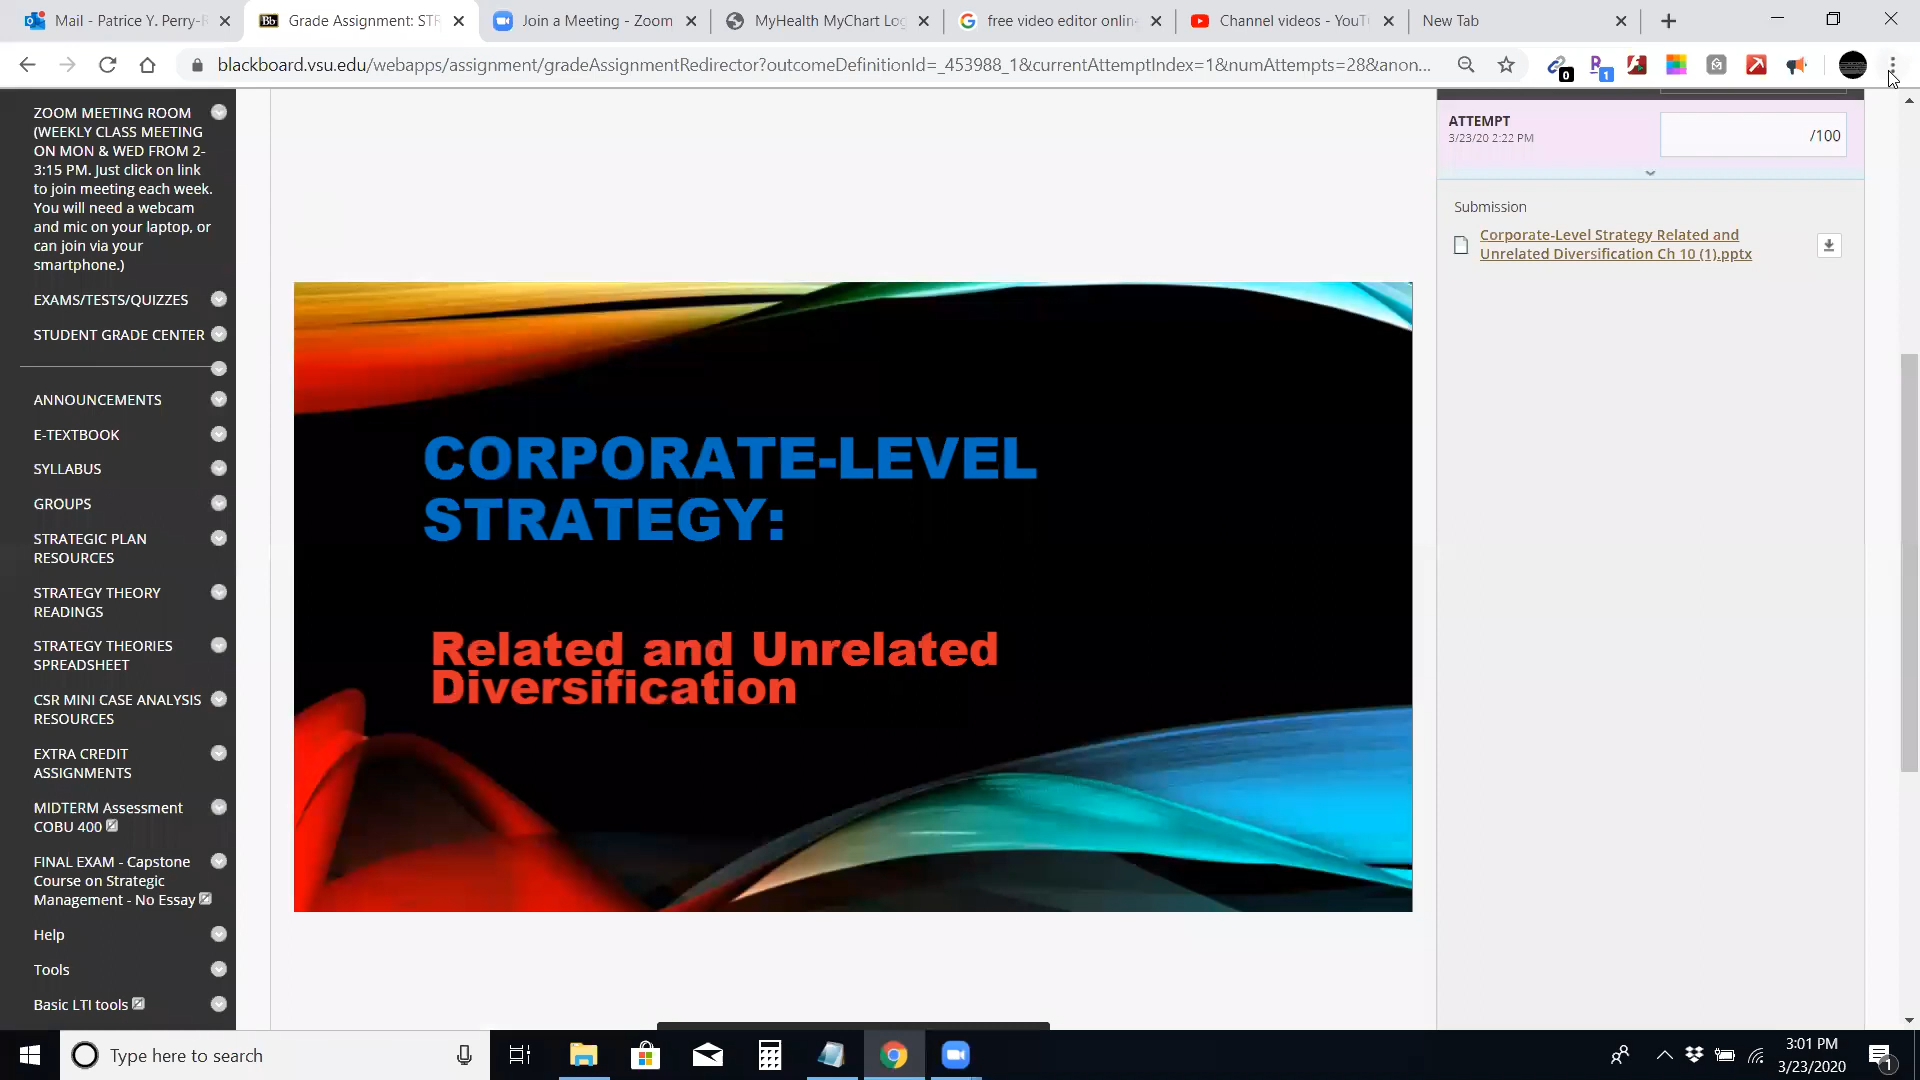 Mail - Patrice Y. Perry-
Grade Assignment: STR
Join a Meeting - Zoom
MyHealth MyChart Log
free video editor onlin
Channel videos - YouT
New Tab
blackboard.vsu.edu/webapps/assignment/gradeAssignmentRedirector?outcomeDefinitionId=_453988_1&currentAttemptIndex=1&numAttempts=28&anon...
0
1
ZOOM MEETING ROOM
(WEEKLY CLASS MEETING
ON MON & WED FROM 2-
3:15 PM. Just click on link
to join meeting each week.
You will need a webcam
and mic on your laptop, or
can join via your
smartphone.)
EXAMS/TESTS/QUIZZES
STUDENT GRADE CENTER
ANNOUNCEMENTS
E-TEXTBOOK
SYLLABUS
GROUPS
STRATEGIC PLAN
RESOURCES
STRATEGY THEORY
READINGS
STRATEGY THEORIES
SPREADSHEET
CSR MINI CASE ANALYSIS
RESOURCES
EXTRA CREDIT
ASSIGNMENTS
MIDTERM Assessment
COBU 400
FINAL EXAM - Capstone
Course on Strategic
Management - No Essay
Help
Tools
Basic LTI tools
CORPORATE-LEVEL
STRATEGY:
Related and Unrelated
Diversification
ATTEMPT
3/23/20 2:22 PM
/100
Submission
Corporate-Level Strategy Related and
Unrelated Diversification Ch 10 (1).pptx
Type here to search
3:01 PM
3/23/2020
1